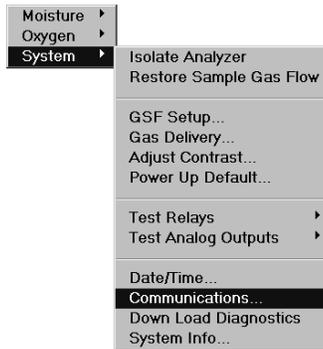 Moisture
Oxygen
System
Isolate Analyzer
Restore Sample Gas Flow
GSF Setup...
Gas Delivery...
Adjust Contrast...
Power Up Default...
Test Relays
Test Analog Outputs
Date/Time...
Communications...
Down Load Diagnostics
System Info...